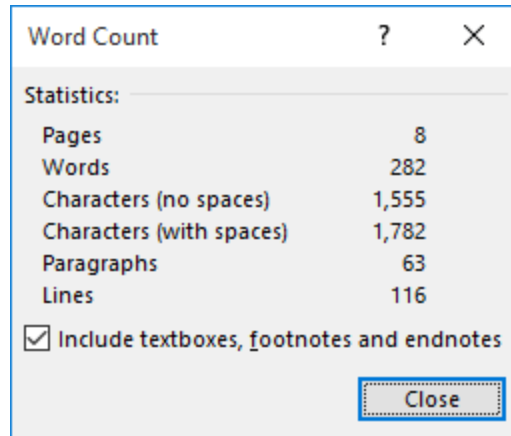 Word Count ? ✕
Statistics:
Pages 8
Words 282
Characters (no spaces) 1,555
Characters (with spaces) 1,782
Paragraphs 63
Lines 116
Include textboxes, footnotes and endnotes
Close